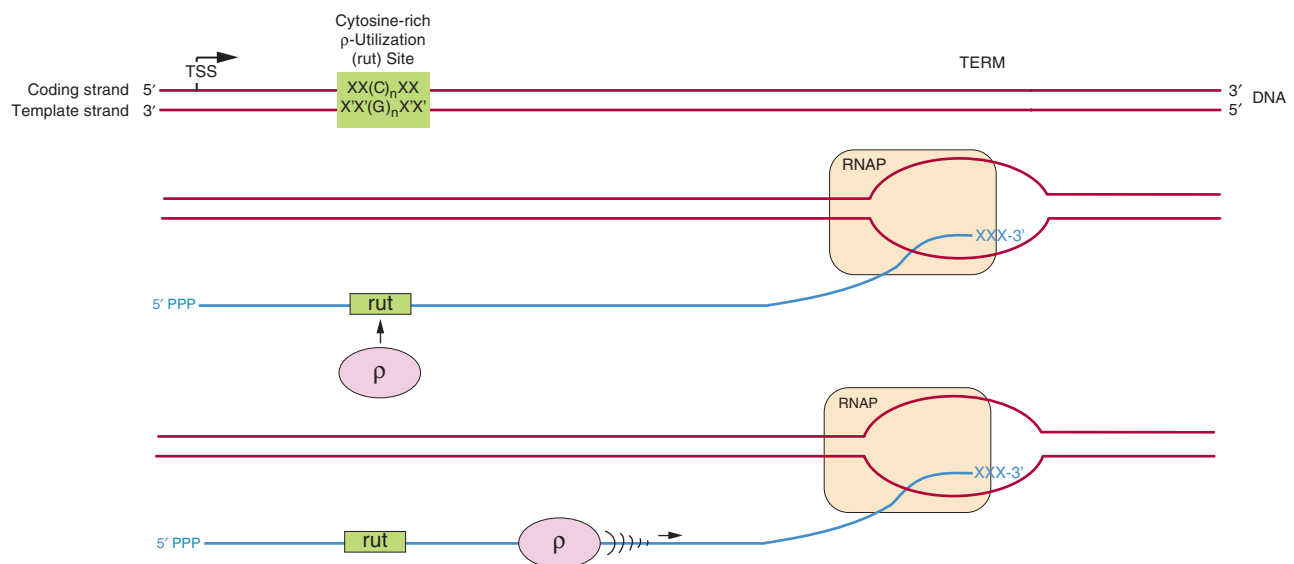 Cytosine-rich
ρ-Utilization
(rut) Site
TSS
TERM
Coding strand 5′ XX(C)nXX 3′
Template strand 3′ X'X'(G)nX'X' 5′
DNA
RNAP
XXX-3'
5′ PPP
rut
ρ
RNAP
XXX-3'
5′ PPP
rut
ρ